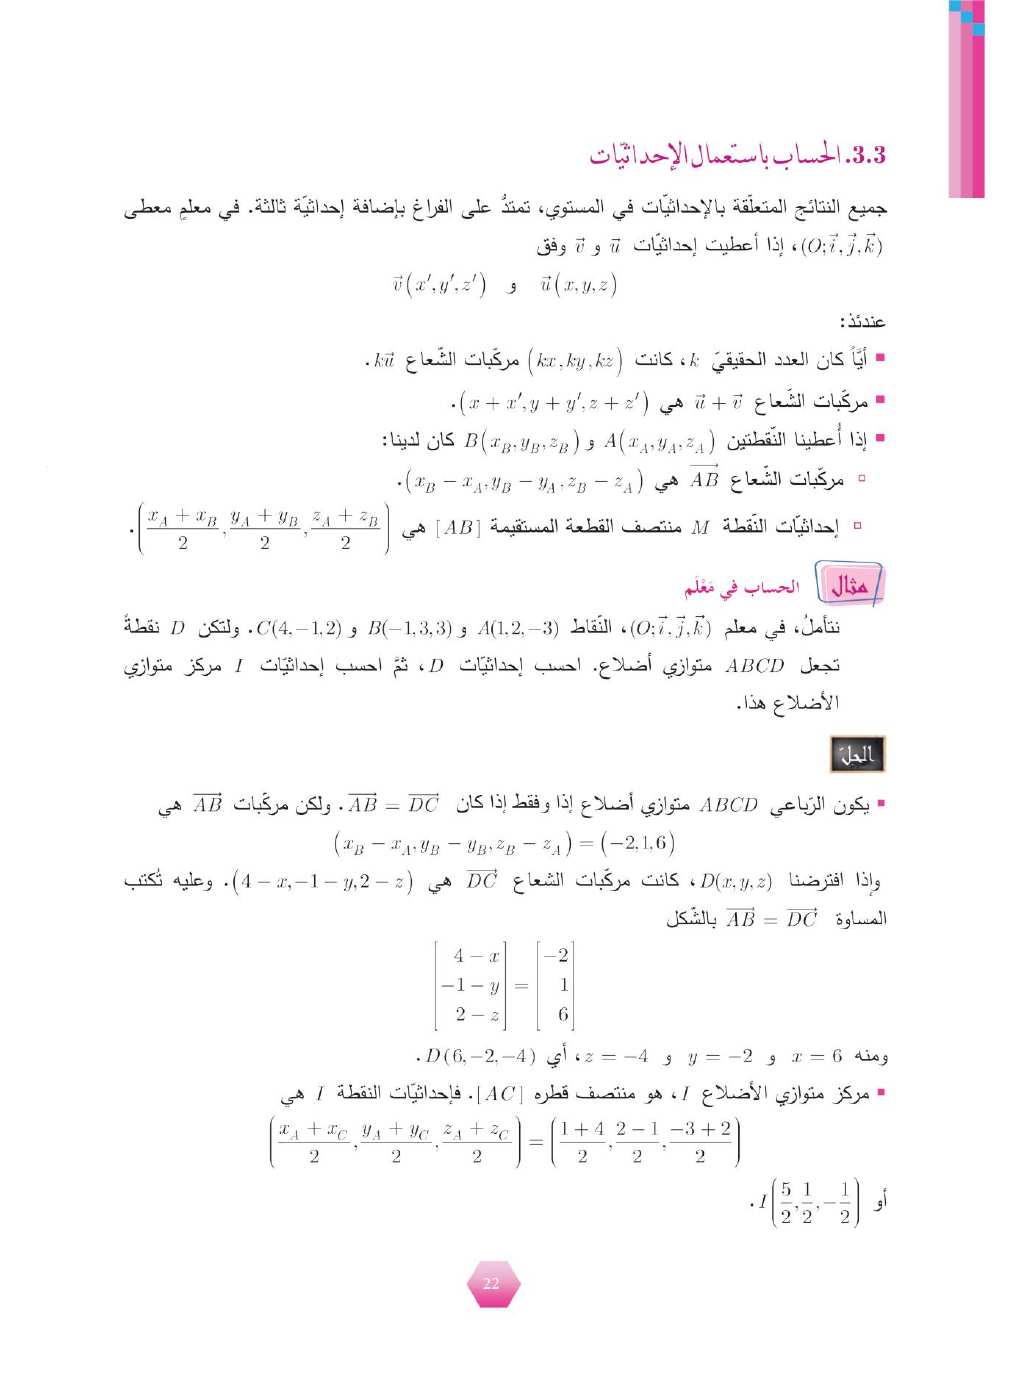 3.3. الحساب باستعمال الإحداثيّات
جميع النتائج المتعلّقة بالإحداثيّات في المستوي، تمتدُّ على الفراغ بإضافة إحداثيّة ثالثة. في معلمٍ معطى
(O; i⃗, j⃗, k⃗)، إذا أعطيت إحداثيّات u⃗ و v⃗ وفق
u⃗(x,y,z) و v⃗(x′,y′,z′)
عندئذ:
▪ أيّاً كان العدد الحقيقيّ k، كانت (kx,ky,kz) مركّبات الشّعاع ku⃗.
▪ مركّبات الشّعاع u⃗ + v⃗ هي (x + x′, y + y′, z + z′).
▪ إذا أُعطينا النّقطتين A(x_A, y_A, z_A) و B(x_B, y_B, z_B) كان لدينا:
▫ مركّبات الشّعاع AB⃗ هي (x_B − x_A, y_B − y_A, z_B − z_A).
▫ إحداثيّات النّقطة M منتصف القطعة المستقيمة [AB] هي ((x_A + x_B)/2, (y_A + y_B)/2, (z_A + z_B)/2).
مثال الحساب في مَعْلَم
نتأملُ، في معلم (O; i⃗, j⃗, k⃗)، النّقاط A(1,2,−3) و B(−1,3,3) و C(4,−1,2). ولتكن D نقطةً
تجعل ABCD متوازي أضلاع. احسب إحداثيّات D، ثمَّ احسب إحداثيّات I مركز متوازي
الأضلاع هذا.
الحلّ
▪ يكون الرّباعي ABCD متوازي أضلاع إذا وفقط إذا كان AB⃗ = DC⃗. ولكن مركّبات AB⃗ هي
(x_B − x_A, y_B − y_B, z_B − z_A) = (−2,1,6)
وإذا افترضنا D(x,y,z)، كانت مركّبات الشعاع DC⃗ هي (4 − x, −1 − y, 2 − z). وعليه تُكتب
المساوة AB⃗ = DC⃗ بالشّكل
[4 − x] = [−2]
[−1 − y] = [1]
[2 − z] = [6]
ومنه x = 6 و y = −2 و z = −4، أي D(6,−2,−4).
▪ مركز متوازي الأضلاع I، هو منتصف قطره [AC]. فإحداثيّات النقطة I هي
((x_A + x_C)/2, (y_A + y_C)/2, (z_A + z_C)/2) = ((1 + 4)/2, (2 − 1)/2, (−3 + 2)/2)
أو I(5/2, 1/2, −1/2).
22